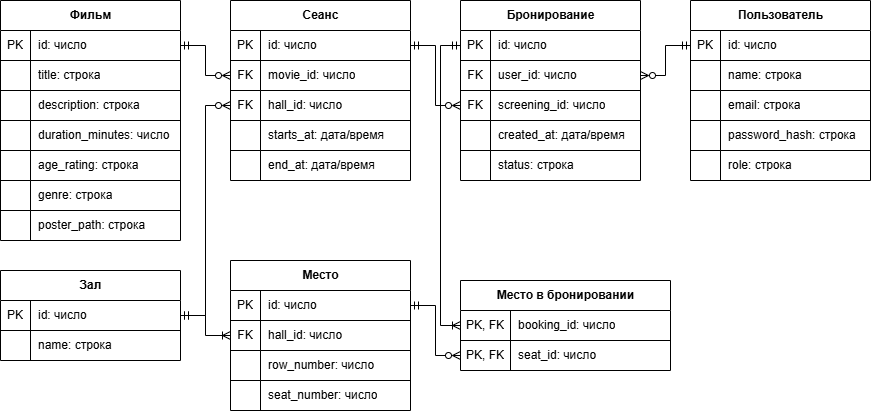 Фильм
PK id: число
title: строка
description: строка
duration_minutes: число
age_rating: строка
genre: строка
poster_path: строка
Сеанс
PK id: число
FK movie_id: число
FK hall_id: число
starts_at: дата/время
end_at: дата/время
Бронирование
PK id: число
FK user_id: число
FK screening_id: число
created_at: дата/время
status: строка
Пользователь
PK id: число
name: строка
email: строка
password_hash: строка
role: строка
Зал
PK id: число
name: строка
Место
PK id: число
FK hall_id: число
row_number: число
seat_number: число
Место в бронировании
PK, FK booking_id: число
PK, FK seat_id: число